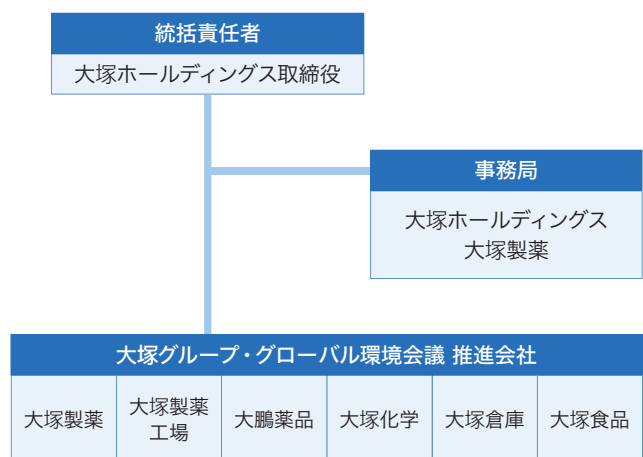 統括責任者
大塚ホールディングス取締役
事務局
大塚ホールディングス
大塚製薬
大塚グループ・グローバル環境会議 推進会社
大塚製薬
大塚製薬
工場
大鵬薬品
大塚化学
大塚倉庫
大塚食品